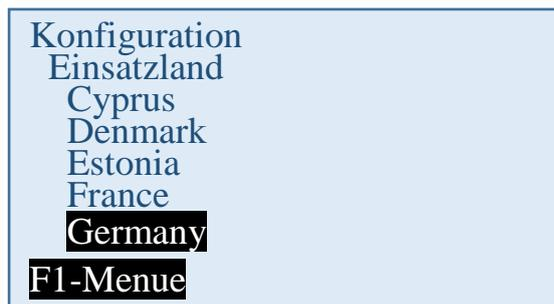 Konfiguration
Einsatzland
Cyprus
Denmark
Estonia
France
Germany
F1-Menue